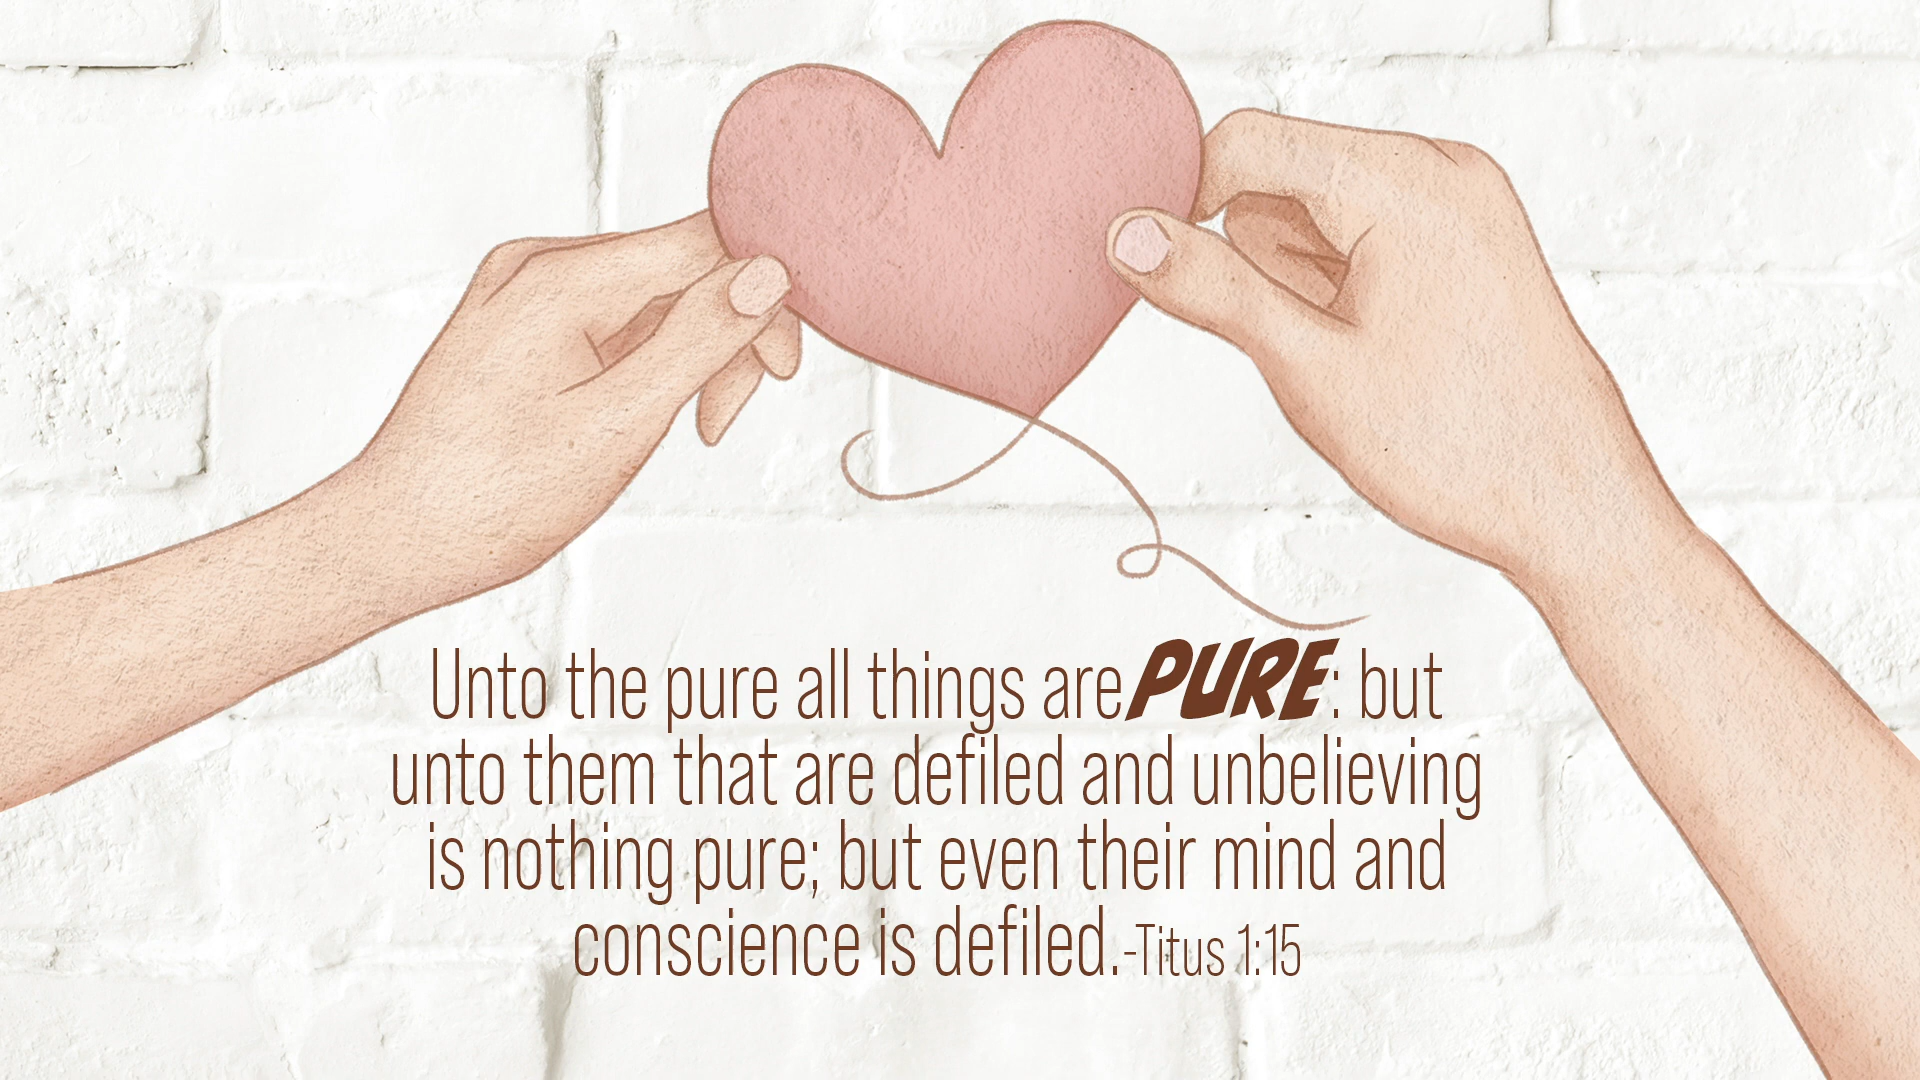 Unto the pure all things are PURE: but
unto them that are defiled and unbelieving
is nothing pure; but even their mind and
conscience is defiled.-Titus 1:15